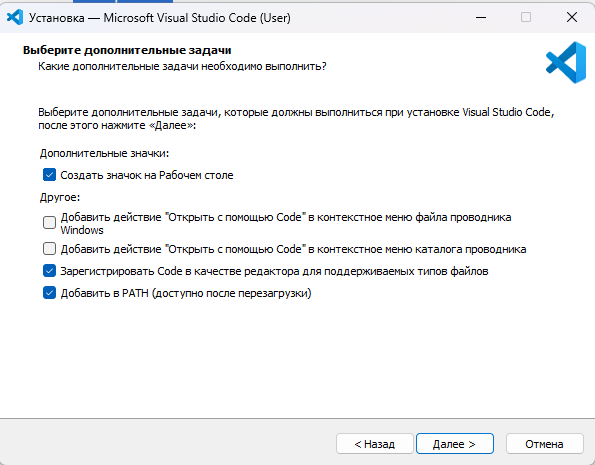 Установка — Microsoft Visual Studio Code (User)
Выберите дополнительные задачи
Какие дополнительные задачи необходимо выполнить?
Выберите дополнительные задачи, которые должны выполниться при установке Visual Studio Code,
после этого нажмите «Далее»:
Дополнительные значки:
Создать значок на Рабочем столе
Другое:
Добавить действие "Открыть с помощью Code" в контекстное меню файла проводника
Windows
Добавить действие "Открыть с помощью Code" в контекстное меню каталога проводника
Зарегистрировать Code в качестве редактора для поддерживаемых типов файлов
Добавить в PATH (доступно после перезагрузки)
< Назад
Далее >
Отмена